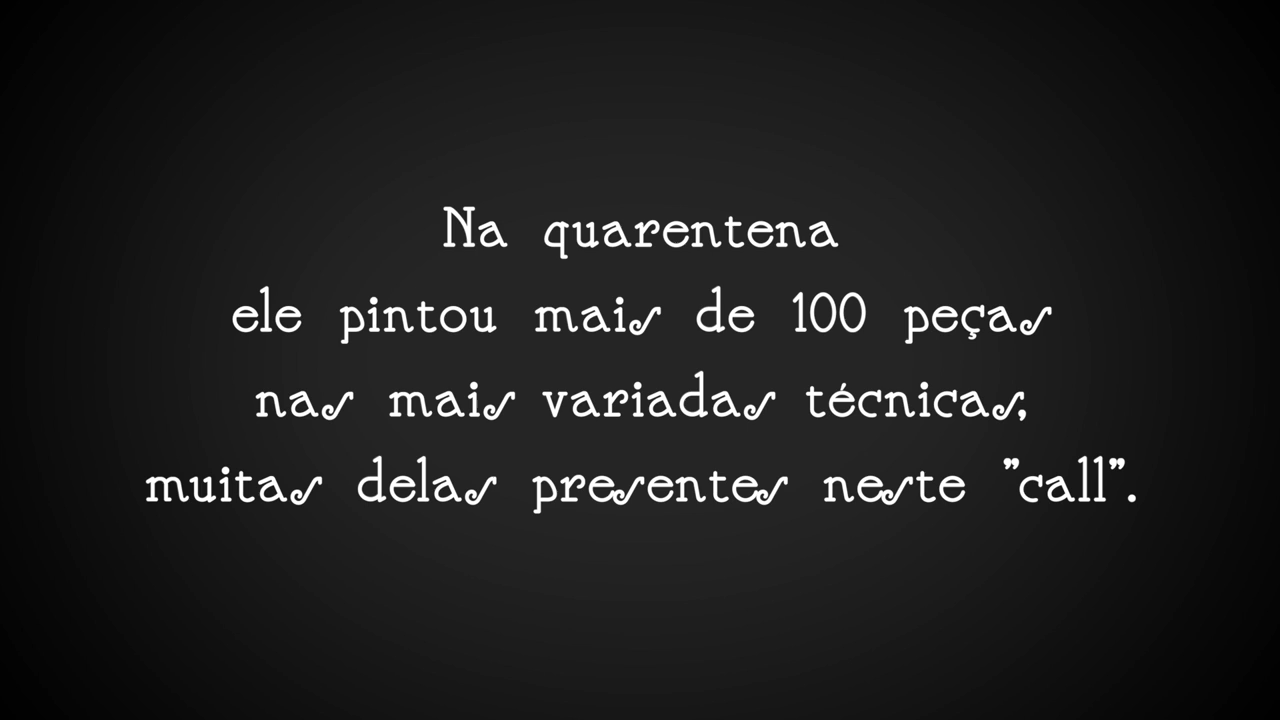 Na quarentena
ele pintou mais de 100 peças
nas mais variadas técnicas,
muitas delas presentes neste "call".